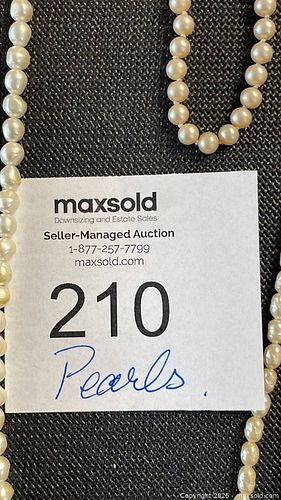 maxsold
Downsizing and Estate Sales
Seller-Managed Auction
1-877-257-7799
maxsold.com
210
Pearls.
Copyright 2026 - maxsold.com